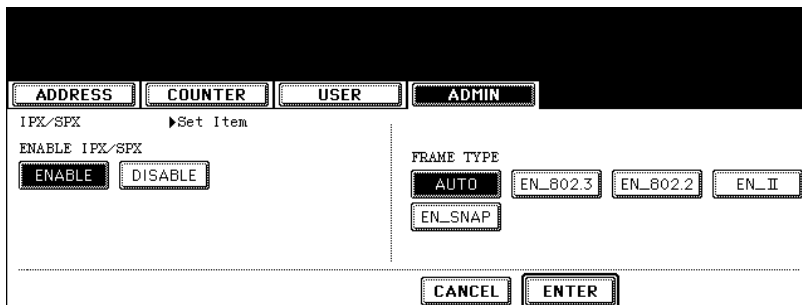 ADDRESS COUNTER USER ADMIN
IPX/SPX ▶Set Item
ENABLE IPX/SPX
ENABLE DISABLE
FRAME TYPE
AUTO EN_802.3 EN_802.2 EN_Ⅱ
EN_SNAP
CANCEL ENTER